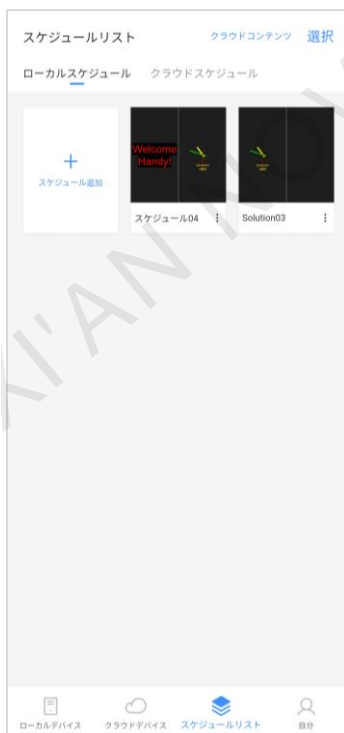 スケジュールリスト
クラウドコンテンツ
選択
ローカルスケジュール
クラウドスケジュール
スケジュール追加
Welcome
Handy!
スケジュール04
Solution03
XI'AN NOV
ローカルデバイス
クラウドデバイス
スケジュールリスト
自分